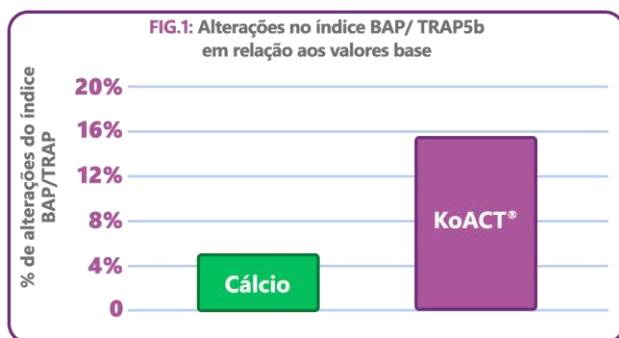 FIG.1: Alterações no índice BAP/ TRAP5b
em relação aos valores base
% de alterações do índice
BAP/TRAP
20%
16%
12%
8%
4%
0
Cálcio
KoACT®